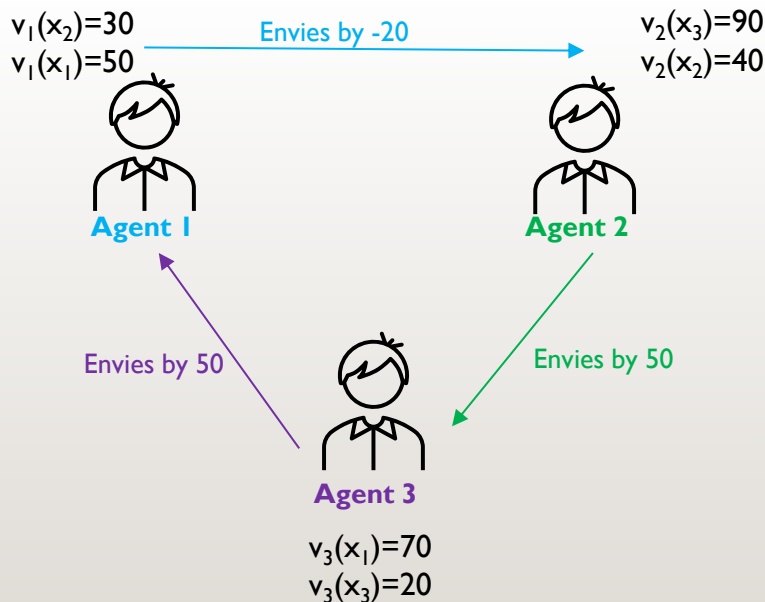 v₁(x₂)=30
v₁(x₁)=50
Envies by -20
v₂(x₃)=90
v₂(x₂)=40
Agent 1
Agent 2
Envies by 50
Envies by 50
Agent 3
v₃(x₁)=70
v₃(x₃)=20